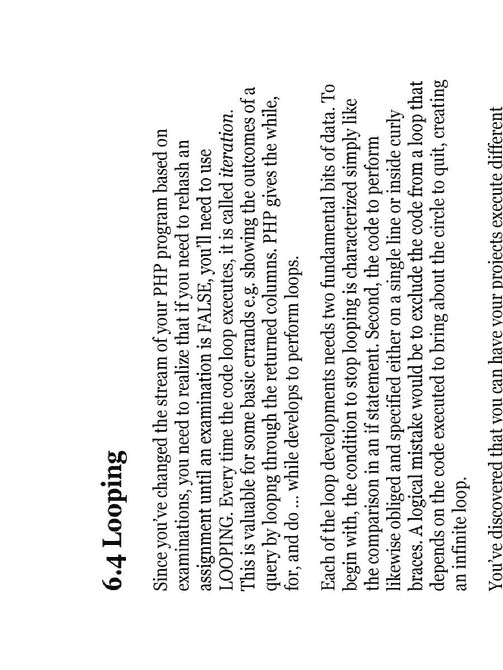 6.4 Looping
Since you've changed the stream of your PHP program based on
examinations, you need to realize that if you need to rehash an
assignment until an examination is FALSE, you'll need to use
LOOPING. Every time the code loop executes, it is called iteration.
This is valuable for some basic errands e.g. showing the outcomes of a
query by loopng through the returned columns. PHP gives the while,
for, and do ... while develops to perform loops.
Each of the loop developments needs two fundamental bits of data. To
begin with, the condition to stop looping is characterized simply like
the comparison in an if statement. Second, the code to perform
likewise obliged and specified either on a single line or inside curly
braces. A logical mistake would be to exclude the code from a loop that
depends on the code executed to bring about the circle to quit, creating
an infinite loop.
You've discovered that you can have your projects execute different